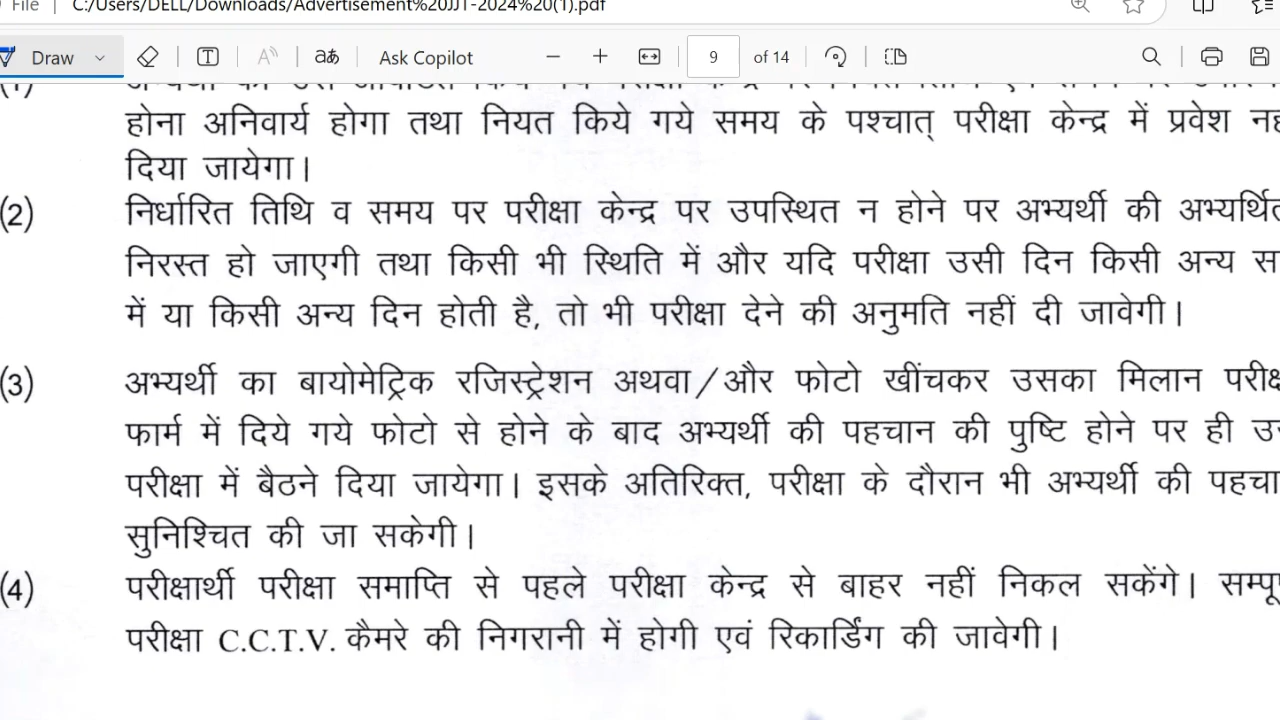 File C:/Users/DELL/Downloads/Advertisement%20JJT-2024%20(1).pdf
Draw T A aあ Ask Copilot 9 of 14
(1)
होना अनिवार्य होगा तथा नियत किये गये समय के पश्चात् परीक्षा केन्द्र में प्रवेश
दिया जायेगा।
(2) निर्धारित तिथि व समय पर परीक्षा केन्द्र पर उपस्थित न होने पर अभ्यर्थी की
निरस्त हो जाएगी तथा किसी भी स्थिति में और यदि परीक्षा उसी दिन किसी अन्य
में या किसी अन्य दिन होती है, तो भी परीक्षा देने की अनुमति नहीं दी जावेगी।
(3) अभ्यर्थी का बायोमेट्रिक रजिस्ट्रेशन अथवा/और फोटो खींचकर उसका मिलान
फार्म में दिये गये फोटो से होने के बाद अभ्यर्थी की पहचान की पुष्टि होने पर ही
परीक्षा में बैठने दिया जायेगा। इसके अतिरिक्त, परीक्षा के दौरान भी अभ्यर्थी की
सुनिश्चित की जा सकेगी।
(4) परीक्षार्थी परीक्षा समाप्ति से पहले परीक्षा केन्द्र से बाहर नहीं निकल सकेंगे।
परीक्षा C.C.T.V. कैमरे की निगरानी में होगी एवं रिकार्डिंग की जावेगी।